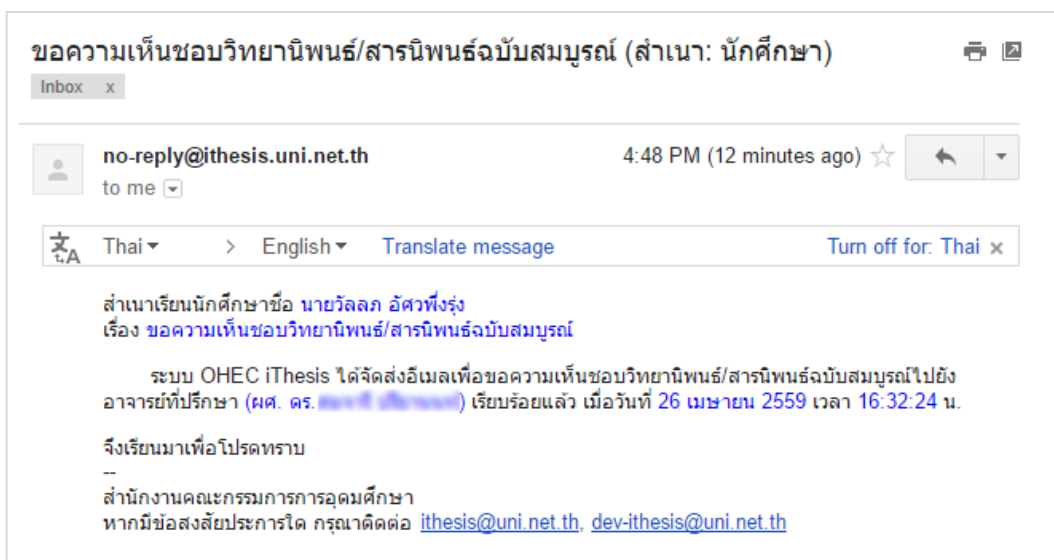 ขอความเห็นชอบวิทยานิพนธ์/สารนิพนธ์ฉบับสมบูรณ์ (สำเนา: นักศึกษา)
Inbox x
no-reply@ithesis.uni.net.th 4:48 PM (12 minutes ago)
to me
Thai > English Translate message Turn off for: Thai x
สำเนาเรียนนักศึกษาชื่อ นายวัลลภ อัศวพึ่งรุ่ง
เรื่อง ขอความเห็นชอบวิทยานิพนธ์/สารนิพนธ์ฉบับสมบูรณ์
ระบบ OHEC iThesis ได้จัดส่งอีเมลเพื่อขอความเห็นชอบวิทยานิพนธ์/สารนิพนธ์ฉบับสมบูรณ์ไปยัง
อาจารย์ที่ปรึกษา (ผศ. ดร. ) เรียบร้อยแล้ว เมื่อวันที่ 26 เมษายน 2559 เวลา 16:32:24 น.
จึงเรียนมาเพื่อโปรดทราบ
--
สำนักงานคณะกรรมการการอุดมศึกษา
หากมีข้อสงสัยประการใด กรุณาติดต่อ ithesis@uni.net.th, dev-ithesis@uni.net.th